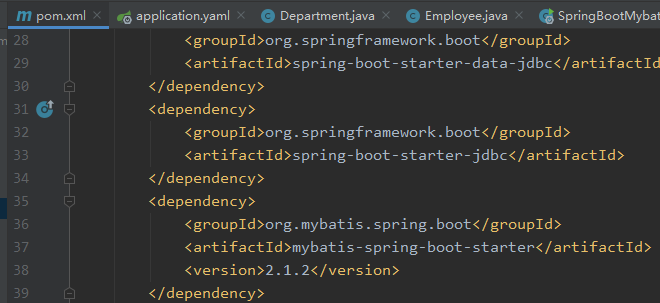 pom.xml application.yaml Department.java Employee.java SpringBootMybat
28 <groupId>org.springframework.boot</groupId>
29 <artifactId>spring-boot-starter-data-jdbc</artifactId
30 </dependency>
31 <dependency>
32 <groupId>org.springframework.boot</groupId>
33 <artifactId>spring-boot-starter-jdbc</artifactId>
34 </dependency>
35 <dependency>
36 <groupId>org.mybatis.spring.boot</groupId>
37 <artifactId>mybatis-spring-boot-starter</artifactId>
38 <version>2.1.2</version>
39 </dependency>